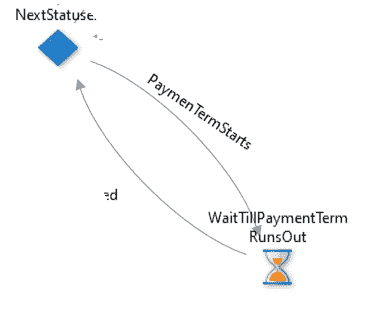 NextStatuse.
PaymenTermStarts
ed
WaitTillPaymentTerm
RunsOut